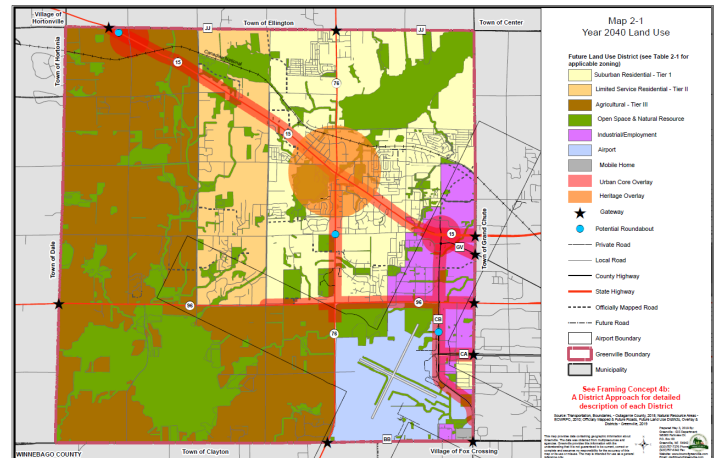 Village of
Hortonville
Town of Ellington
Town of Center
JJ
JJ
Town of Hortonia
15
76
15
15
GV
Town of Grand Chute
Town of Dale
96
96
76
CB
CA
BB
WINNEBAGO COUNTY
Town of Clayton
Village of Fox Crossing
Map 2-1
Year 2040 Land Use
Future Land Use District (see Table 2-1 for
applicable zoning)
Suburban Residential - Tier 1
Limited Service Residential - Tier II
Agricultural - Tier III
Open Space & Natural Resource
Industrial/Employment
Airport
Mobile Home
Urban Core Overlay
Heritage Overlay
Gateway
Potential Roundabout
Private Road
Local Road
County Highway
State Highway
Officially Mapped Road
Future Road
Airport Boundary
Greenville Boundary
Municipality
See Framing Concept 4b:
A District Approach for detailed
description of each District